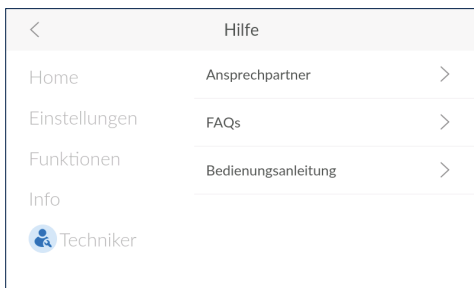 Hilfe
Home
Einstellungen
Funktionen
Info
Techniker
Ansprechpartner
FAQs
Bedienungsanleitung